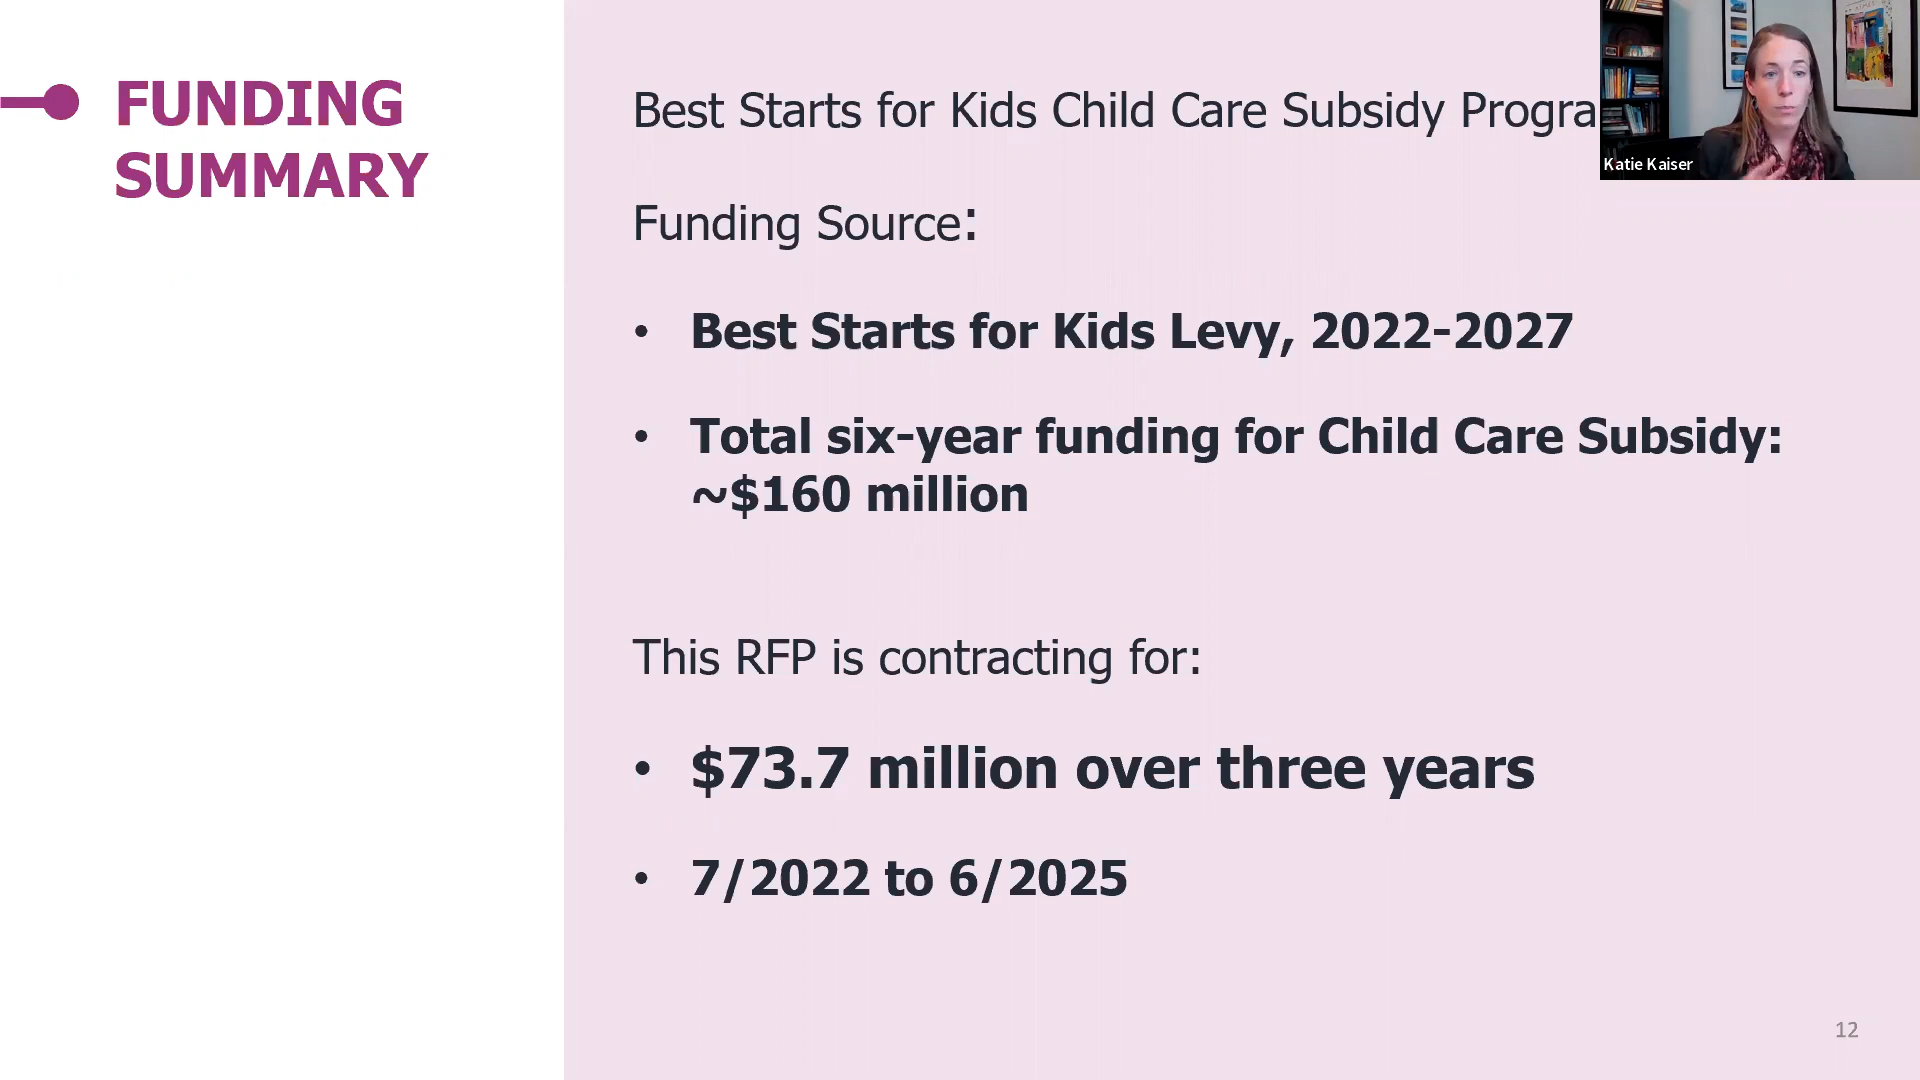 FUNDING
SUMMARY
Best Starts for Kids Child Care Subsidy Progra
Katie Kaiser
Funding Source:
• Best Starts for Kids Levy, 2022-2027
• Total six-year funding for Child Care Subsidy:
~$160 million
This RFP is contracting for:
• $73.7 million over three years
• 7/2022 to 6/2025
12